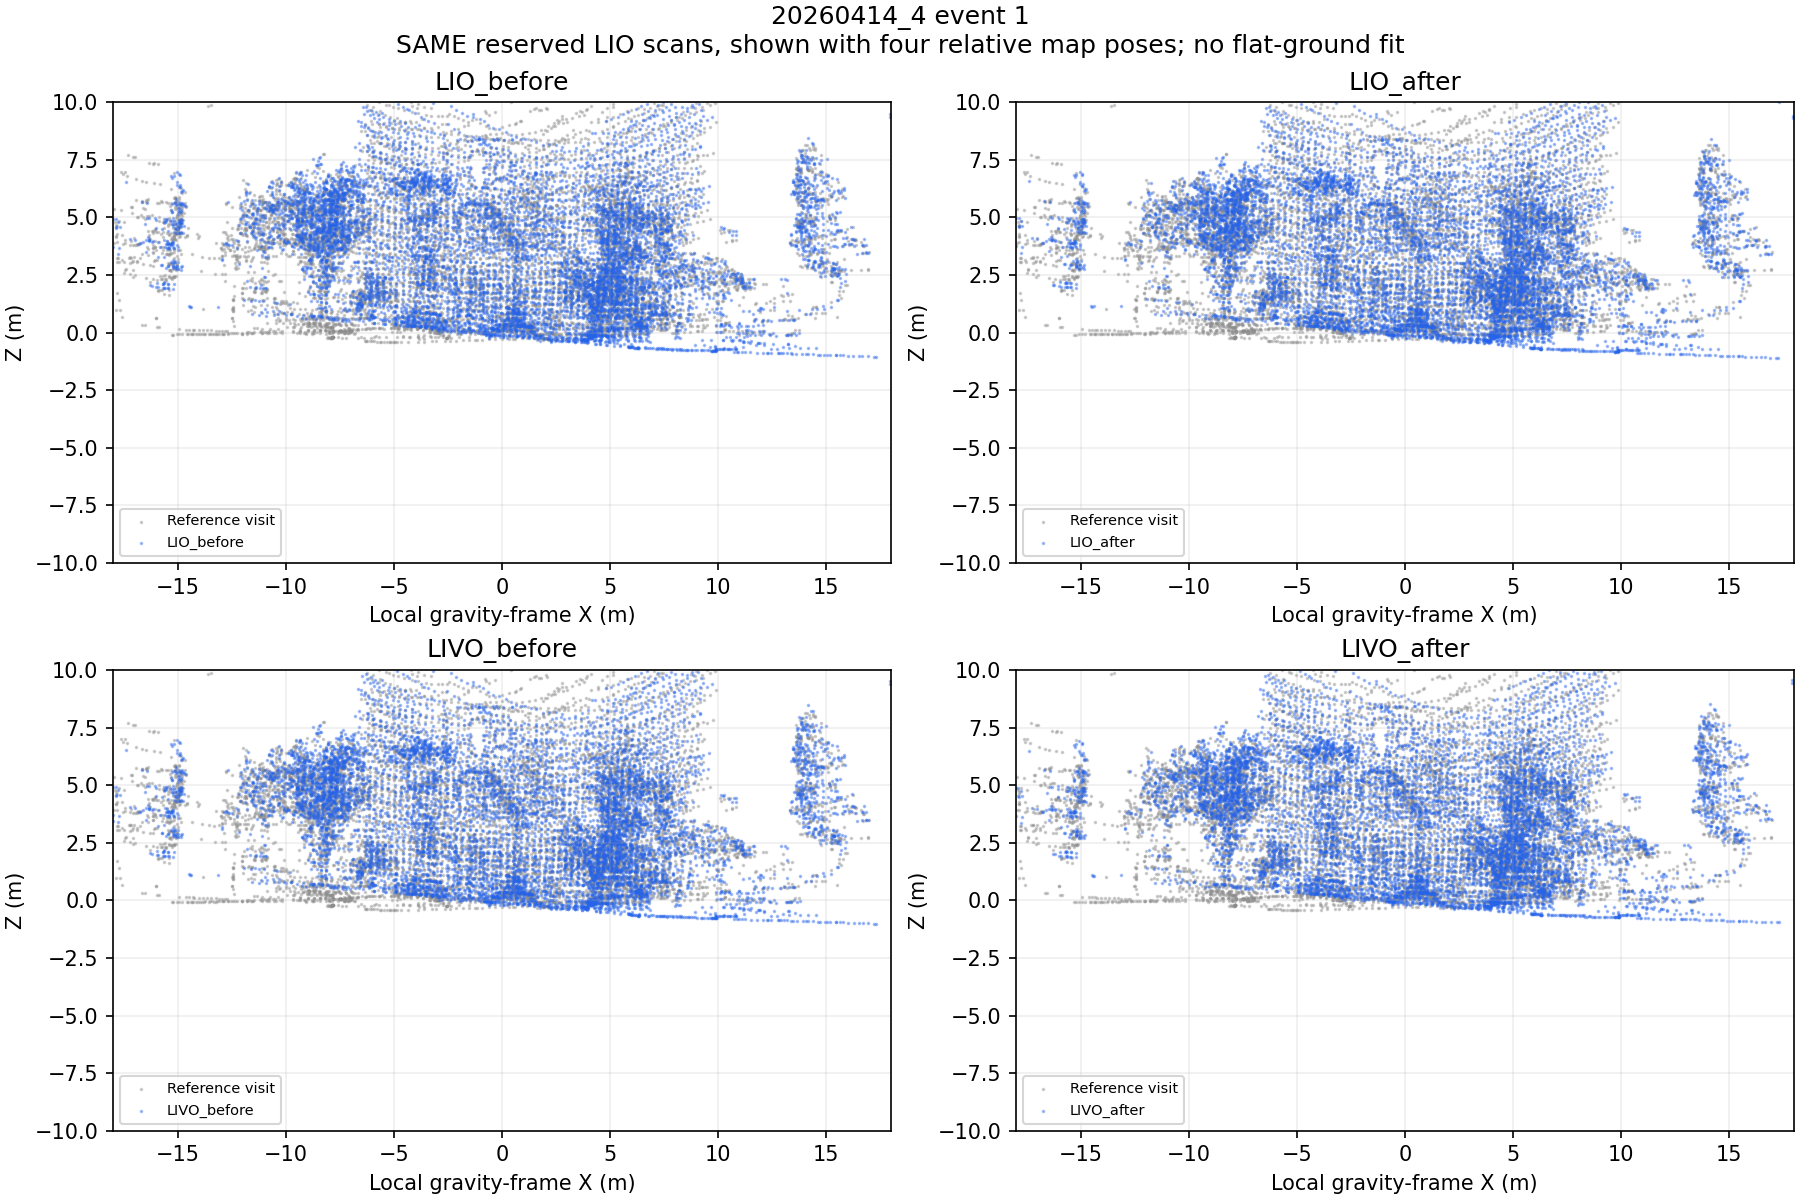 20260414_4 event 1
SAME reserved LIO scans, shown with four relative map poses; no flat-ground fit
LIO_before
10.0
7.5
5.0
2.5
0.0
−2.5
−5.0
−7.5
−10.0
Z (m)
Reference visit
LIO_before
−15
−10
−5
0
5
10
15
Local gravity-frame X (m)
LIO_after
10.0
7.5
5.0
2.5
0.0
−2.5
−5.0
−7.5
−10.0
Z (m)
Reference visit
LIO_after
−15
−10
−5
0
5
10
15
Local gravity-frame X (m)
LIVO_before
10.0
7.5
5.0
2.5
0.0
−2.5
−5.0
−7.5
−10.0
Z (m)
Reference visit
LIVO_before
−15
−10
−5
0
5
10
15
Local gravity-frame X (m)
LIVO_after
10.0
7.5
5.0
2.5
0.0
−2.5
−5.0
−7.5
−10.0
Z (m)
Reference visit
LIVO_after
−15
−10
−5
0
5
10
15
Local gravity-frame X (m)